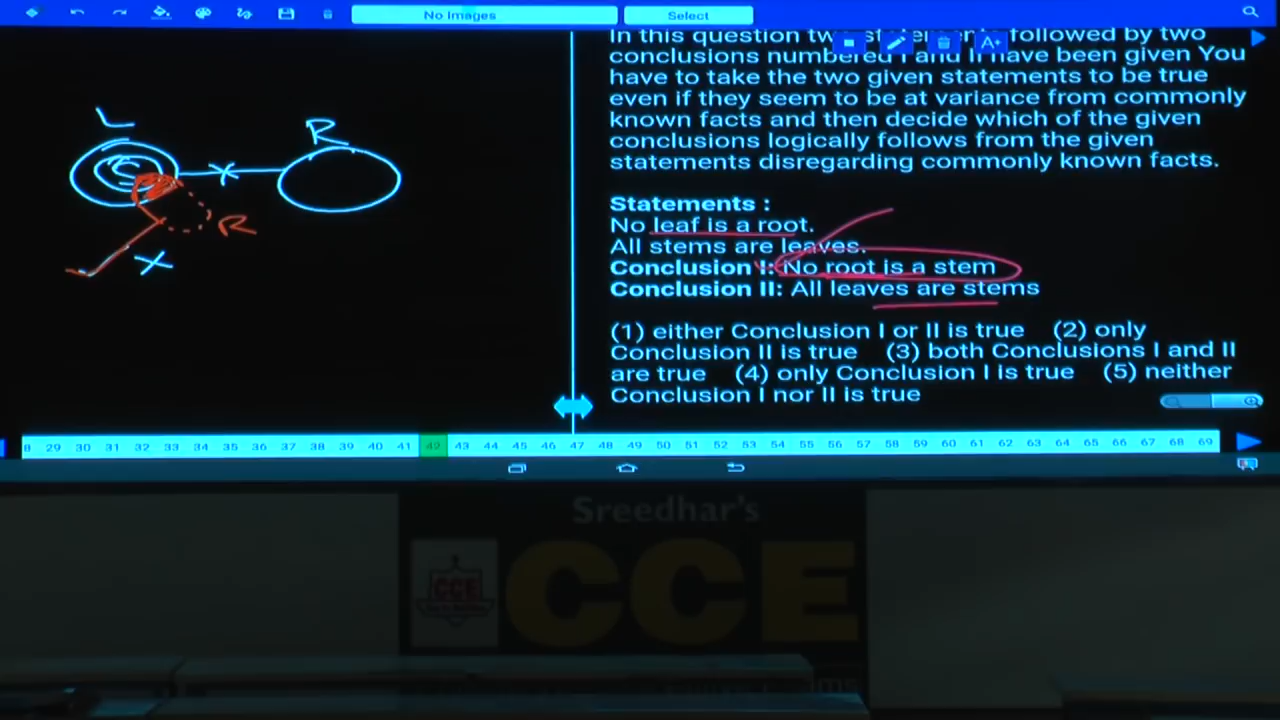 No Images
Select
In this question two statements followed by two
conclusions numbered I and II have been given You
have to take the two given statements to be true
even if they seem to be at variance from commonly
known facts and then decide which of the given
conclusions logically follows from the given
statements disregarding commonly known facts.
Statements :
No leaf is a root.
All stems are leaves.
Conclusion I: No root is a stem
Conclusion II: All leaves are stems
(1) either Conclusion I or II is true (2) only
Conclusion II is true (3) both Conclusions I and II
are true (4) only Conclusion I is true (5) neither
Conclusion I nor II is true
L
R
R
8 29 30 31 32 33 34 35 36 37 38 39 40 41 42 43 44 45 46 47 48 49 50 51 52 53 54 55 56 57 58 59 60 61 62 63 64 65 66 67 68 69
Sreedhar's
CCE
CCE